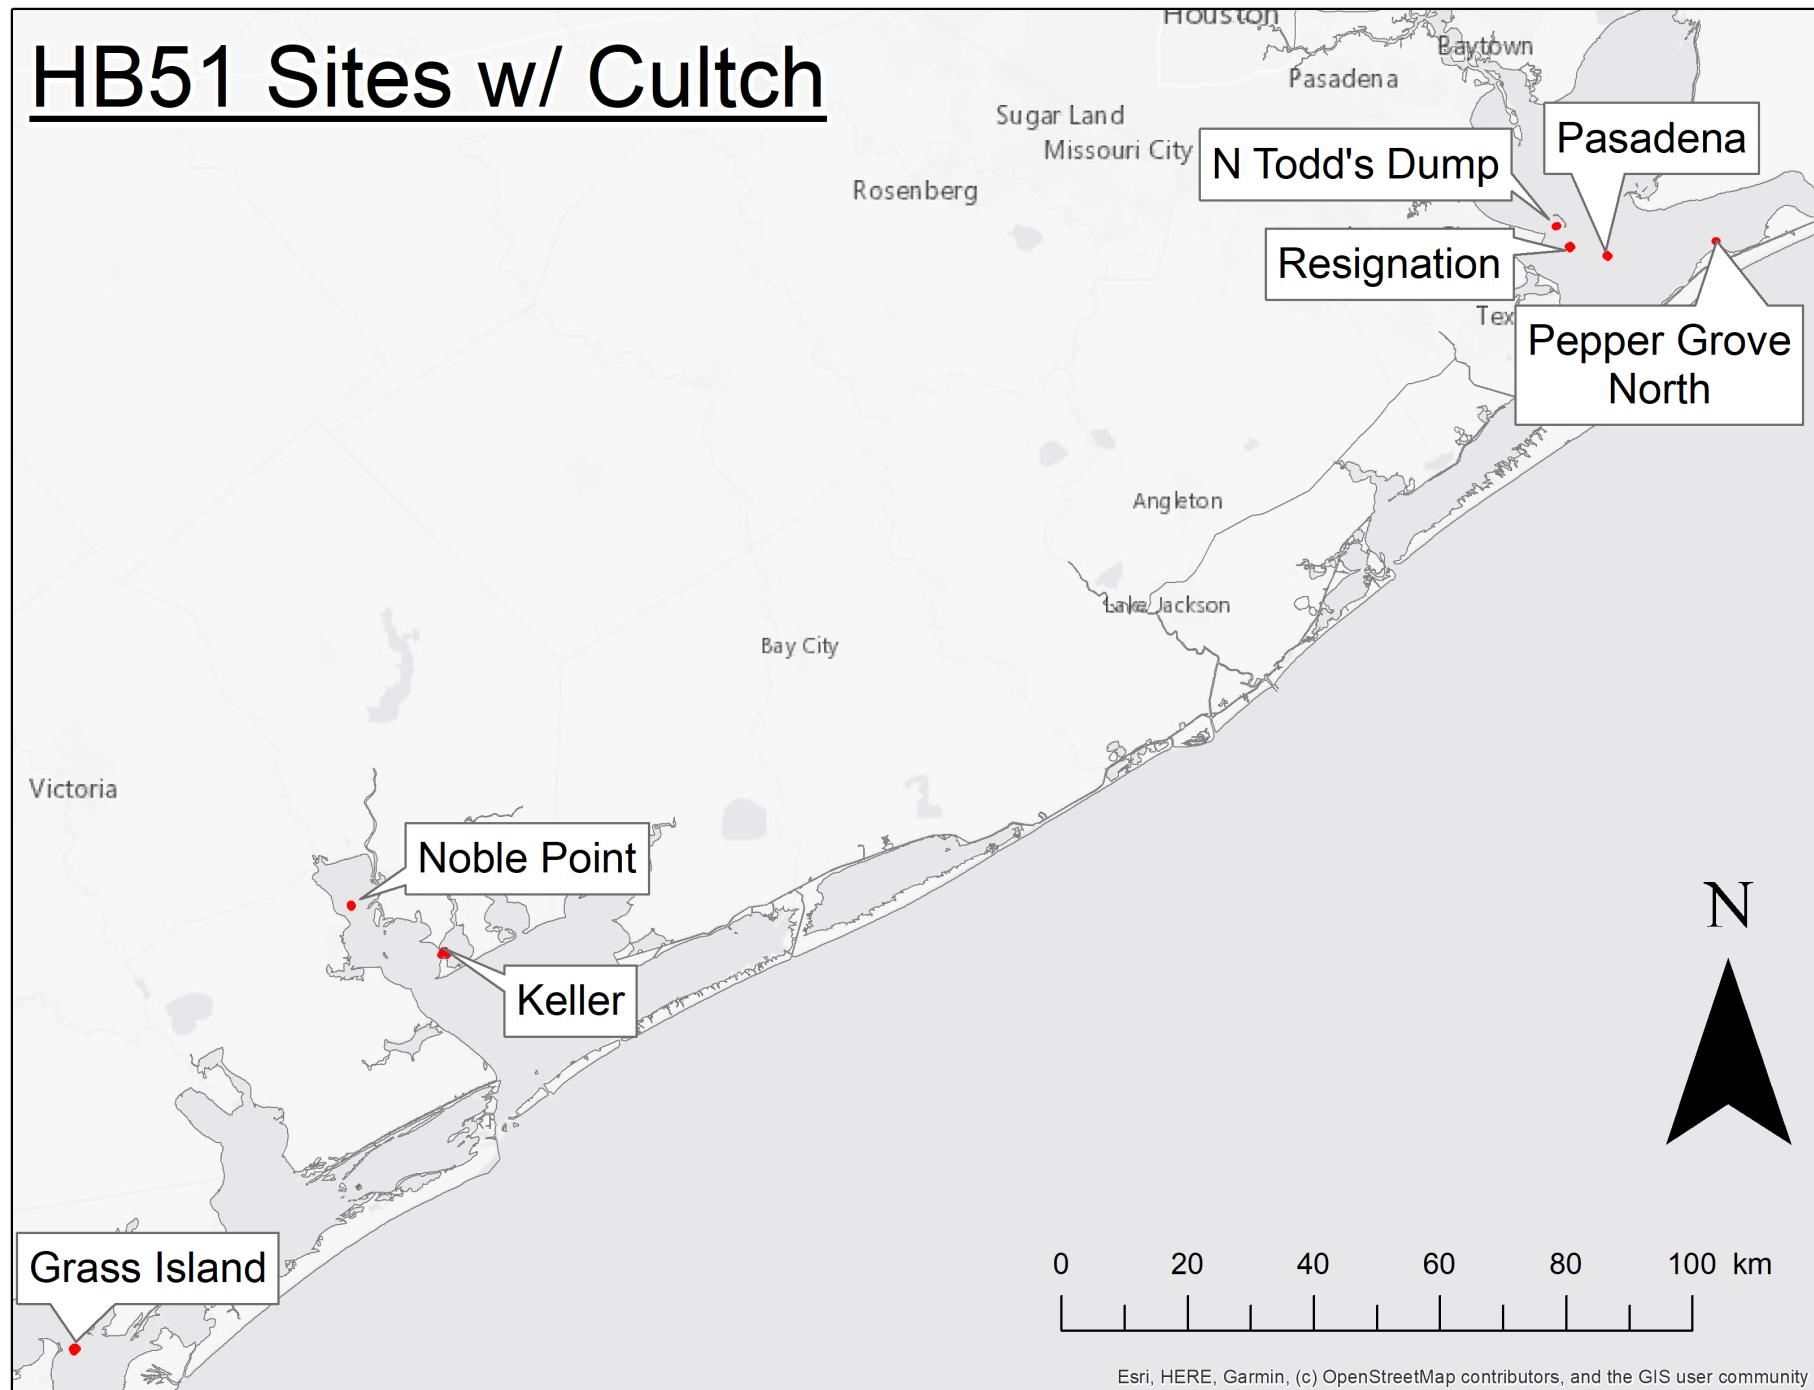 HB51 Sites w/ Cultch
Houston
Baytown
Pasadena
Sugar Land
Missouri City
Rosenberg
N Todd's Dump
Pasadena
Resignation
Tex
Pepper Grove
North
Angleton
Lake Jackson
Bay City
Victoria
Noble Point
Keller
N
Grass Island
0 20 40 60 80 100 km
Esri, HERE, Garmin, (c) OpenStreetMap contributors, and the GIS user community